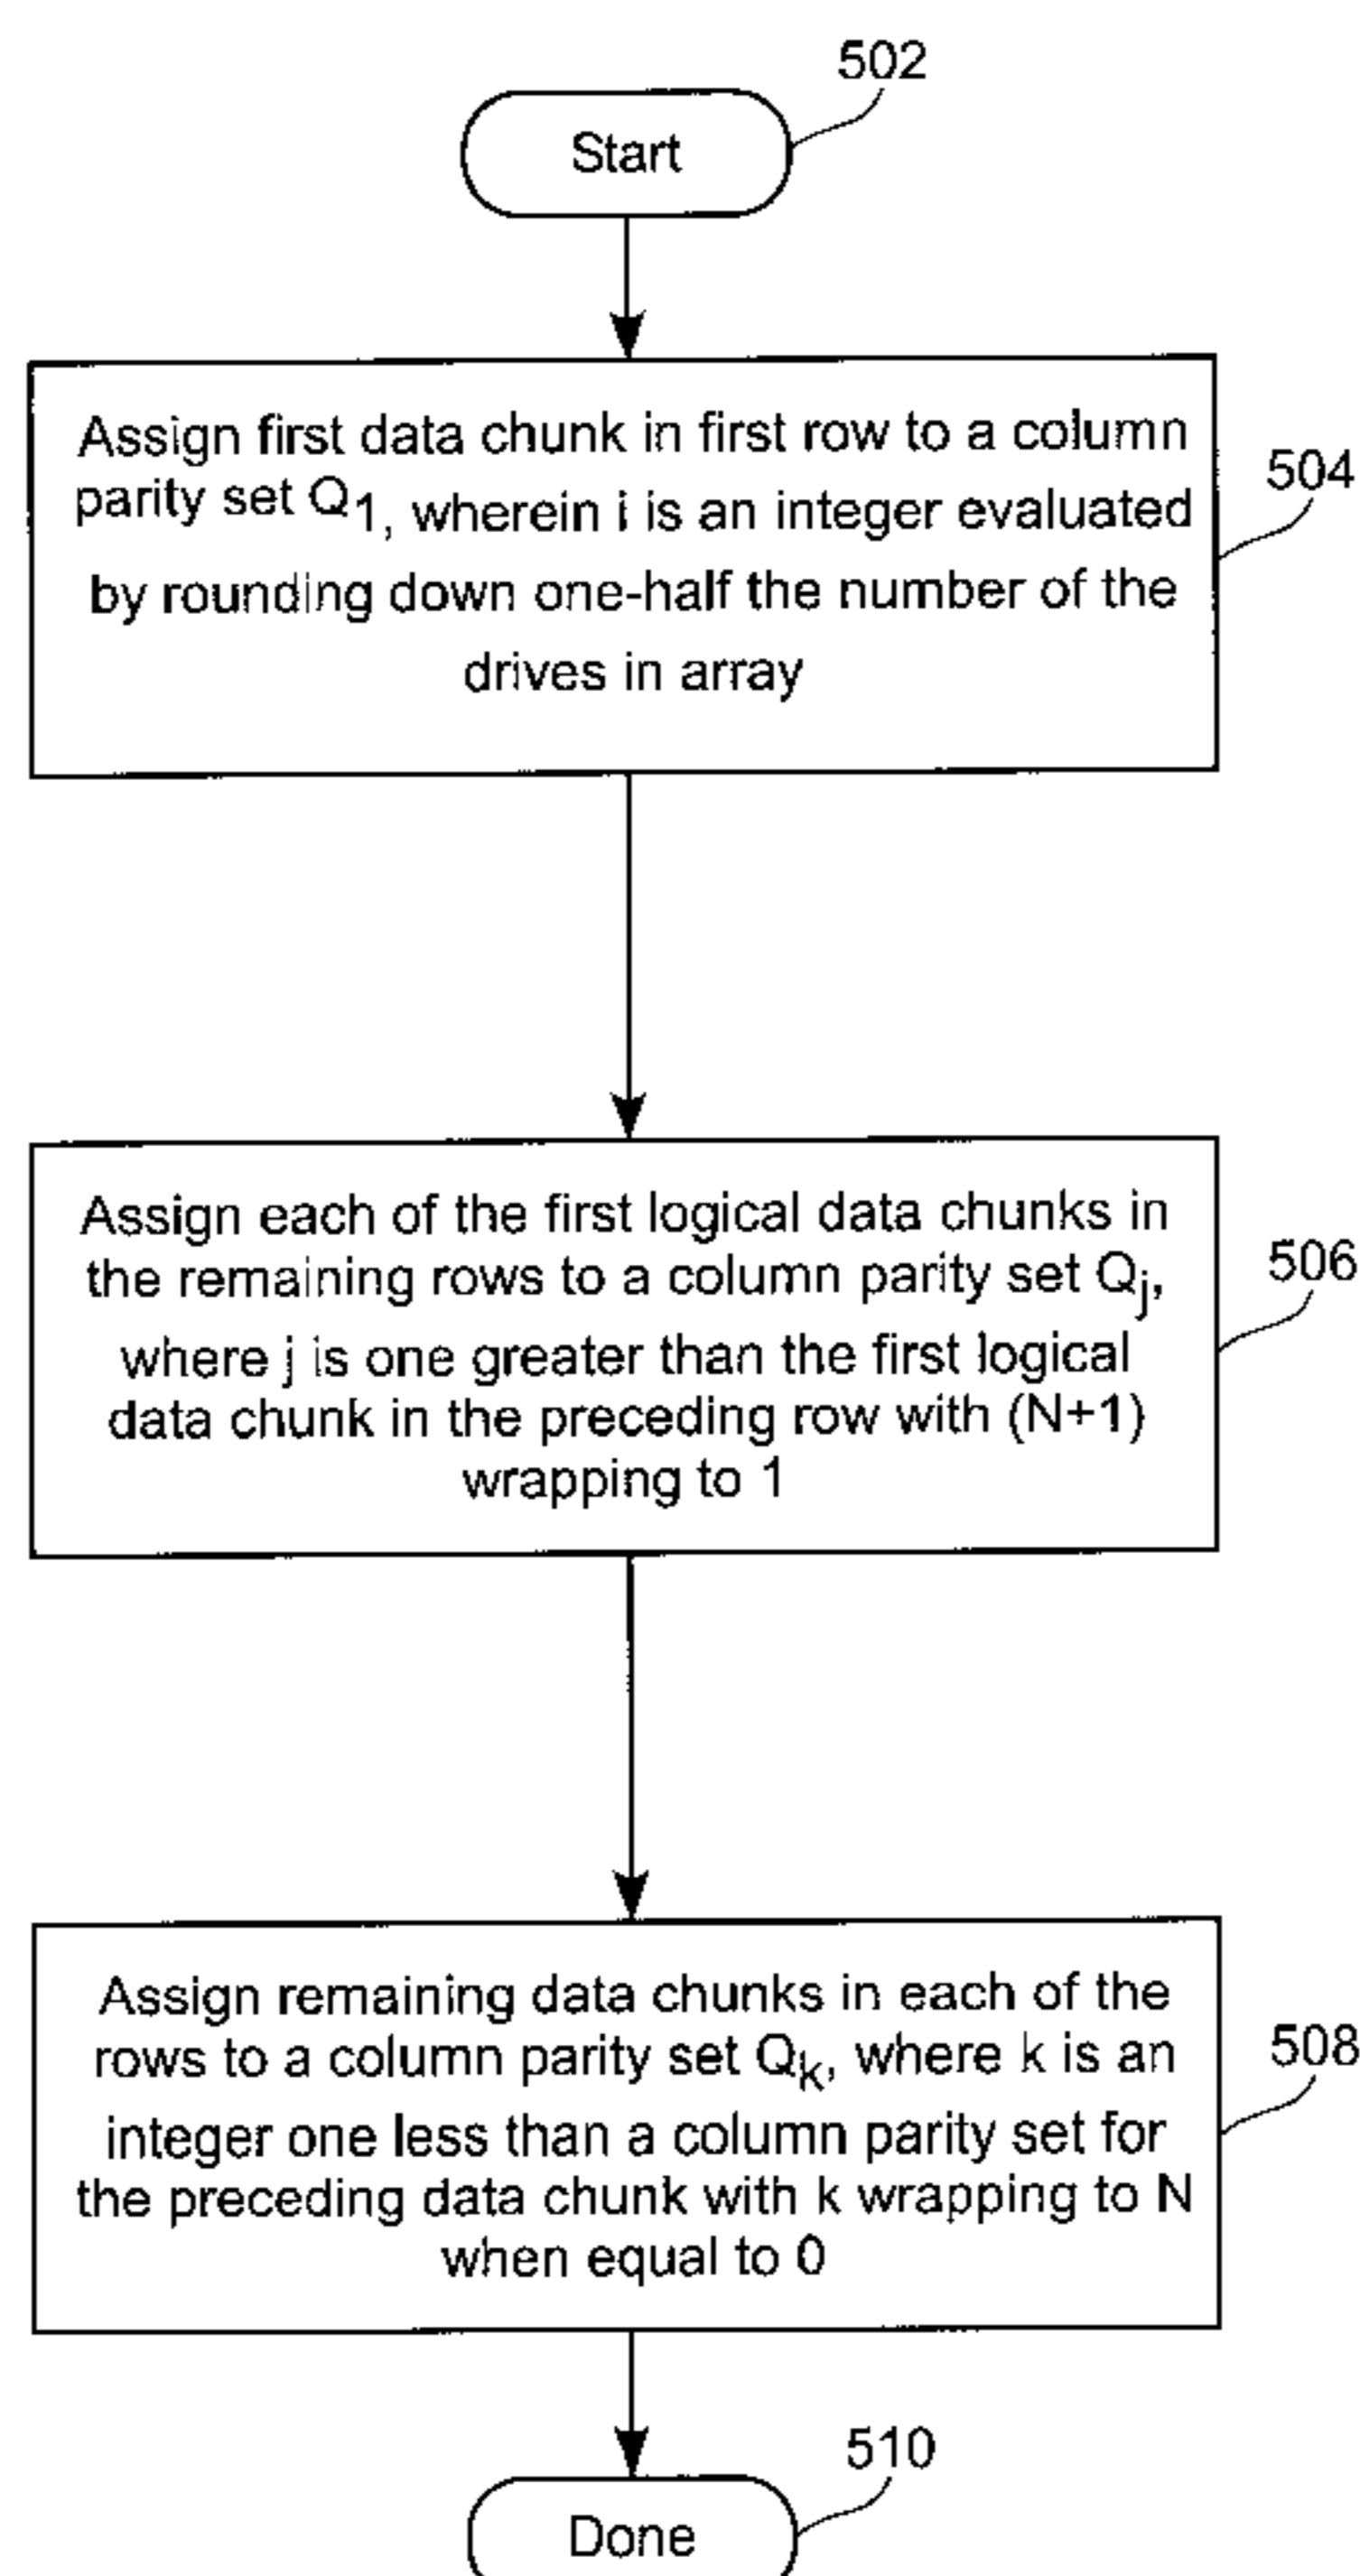 502
Start
Assign first data chunk in first row to a column
parity set Q1, wherein i is an integer evaluated
by rounding down one-half the number of the
drives in array
504
Assign each of the first logical data chunks in
the remaining rows to a column parity set Qj,
where j is one greater than the first logical
data chunk in the preceding row with (N+1)
wrapping to 1
506
Assign remaining data chunks in each of the
rows to a column parity set Qk, where k is an
integer one less than a column parity set for
the preceding data chunk with k wrapping to N
when equal to 0
508
510
Done